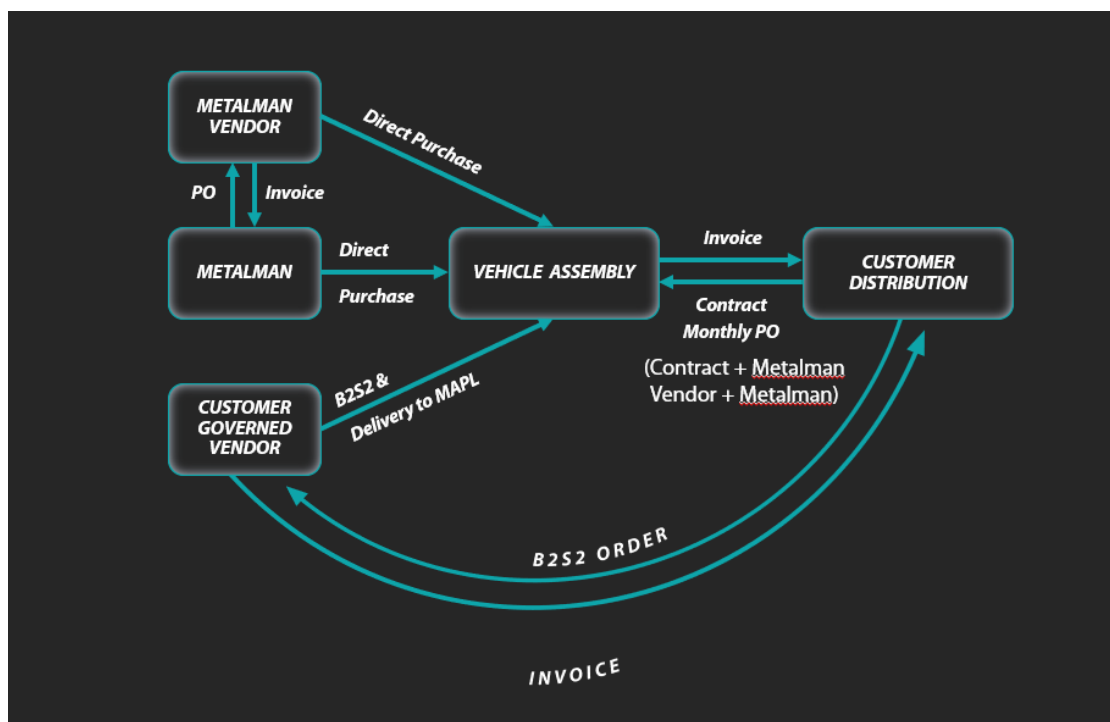 METALMAN
VENDOR
Direct Purchase
PO
Invoice
METALMAN
Direct
Purchase
VEHICLE ASSEMBLY
Invoice
Contract
Monthly PO
CUSTOMER
DISTRIBUTION
(Contract + Metalman
Vendor + Metalman)
B2S2 &
Delivery to MAPL
CUSTOMER
GOVERNED
VENDOR
B2S2 ORDER
INVOICE